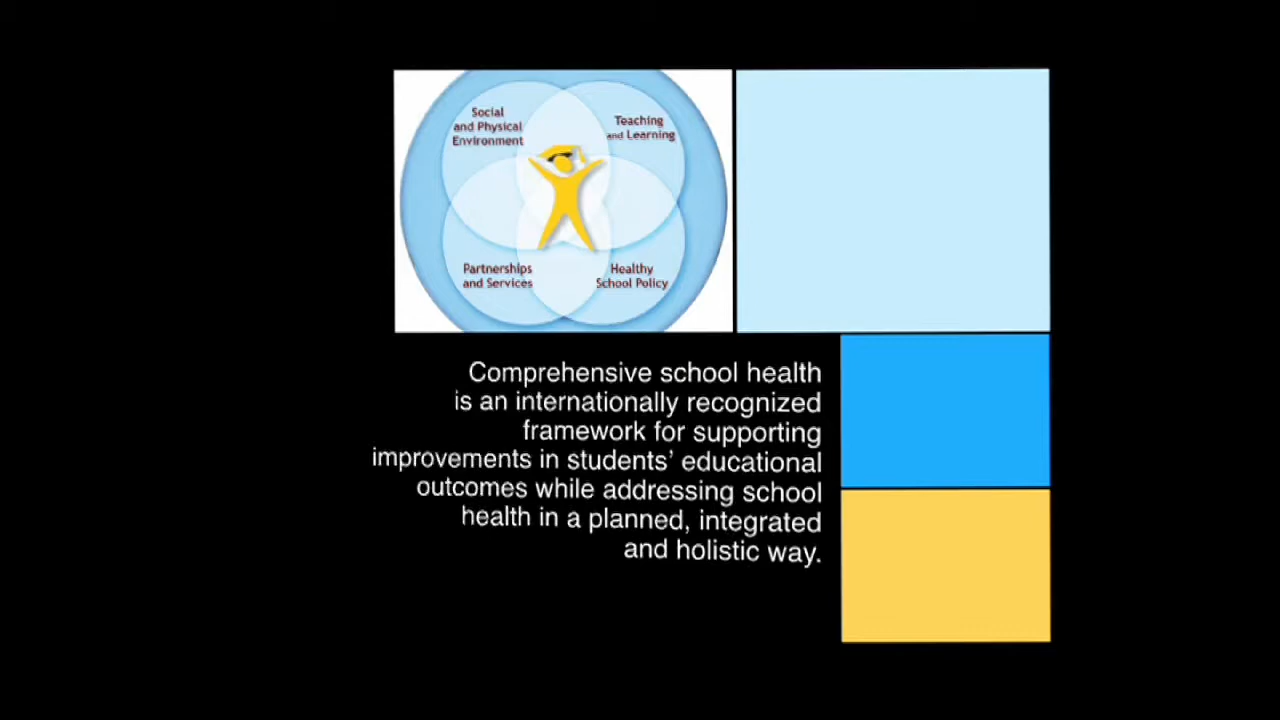 Social
and Physical
Environment
Teaching
and Learning
Partnerships
and Services
Healthy
School Policy
Comprehensive school health
is an internationally recognized
framework for supporting
improvements in students’ educational
outcomes while addressing school
health in a planned, integrated
and holistic way.